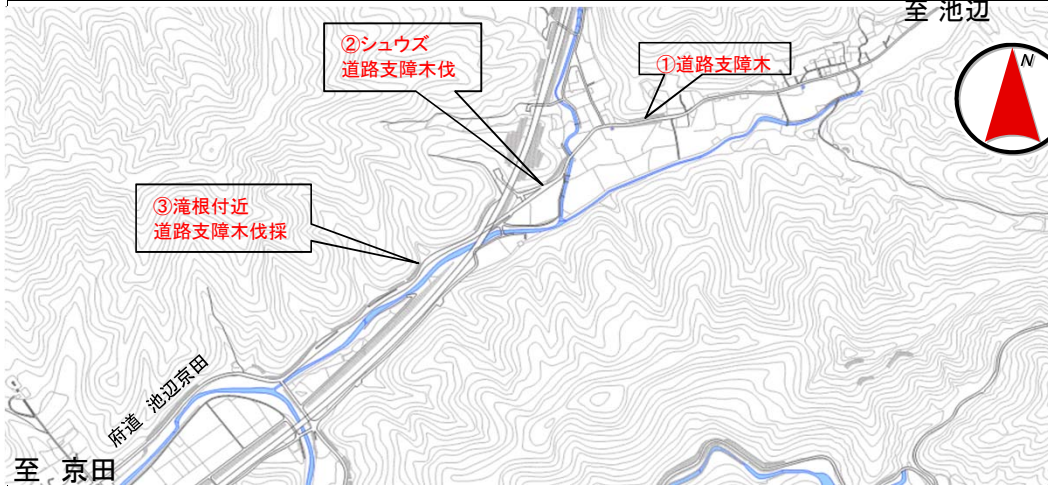 至 池辺
②シュウズ
道路支障木伐
①道路支障木
N
③滝根付近
道路支障木伐採
府道 池辺京田
至 京田